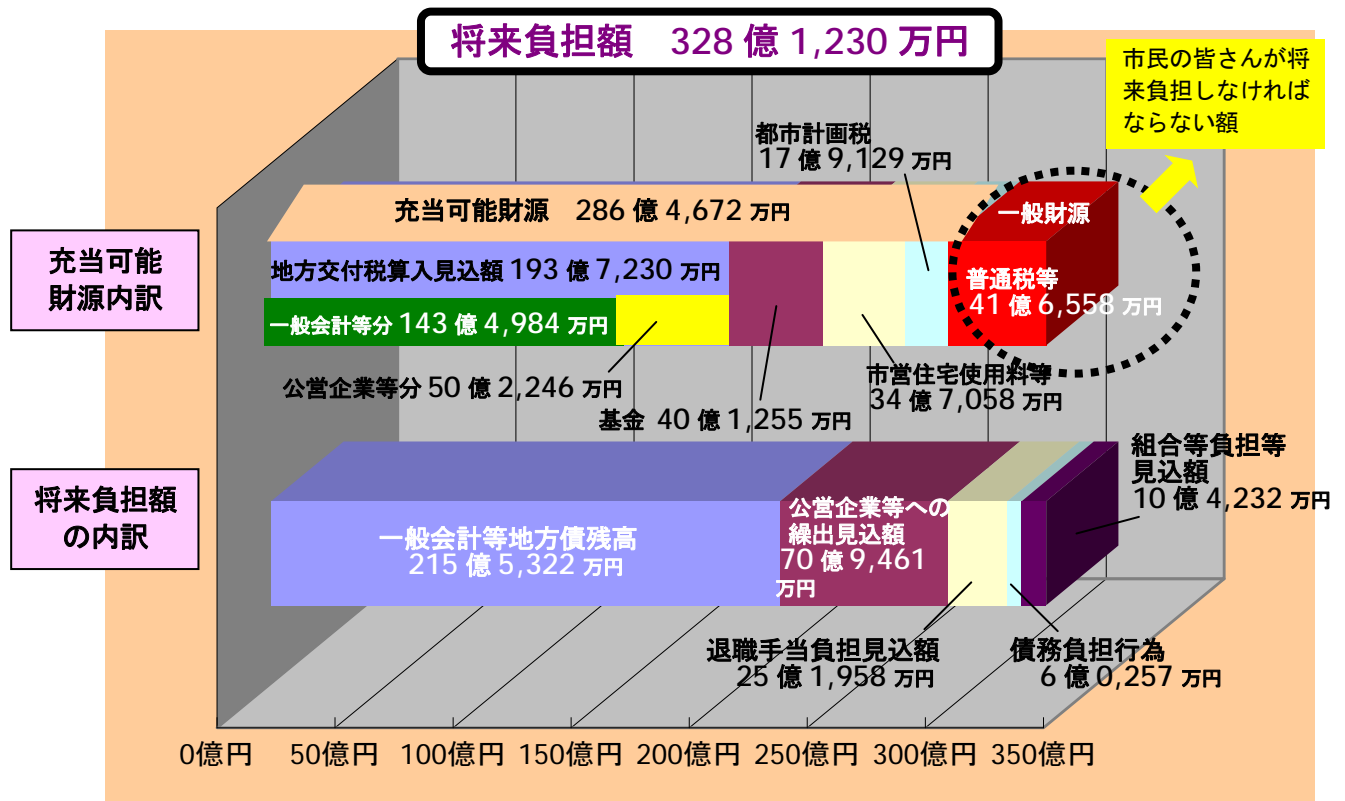 将来負担額　328 億 1,230 万円
市民の皆さんが将
来負担しなければ
ならない額
都市計画税
17 億 9,129 万円
充当可能財源　286 億 4,672 万円
一般財源
充当可能
財源内訳
地方交付税算入見込額 193 億 7,230 万円
普通税等
41 億 6,558 万円
一般会計等分 143 億 4,984 万円
公営企業等分 50 億 2,246 万円
市営住宅使用料等
34 億 7,058 万円
基金 40 億 1,255 万円
将来負担額
の内訳
組合等負担等
見込額
10 億 4,232 万円
公営企業等への
繰出見込額
70 億 9,461
万円
一般会計等地方債残高
215 億 5,322 万円
退職手当負担見込額
25 億 1,958 万円
債務負担行為
6 億 0,257 万円
0億円 50億円 100億円 150億円 200億円 250億円 300億円 350億円